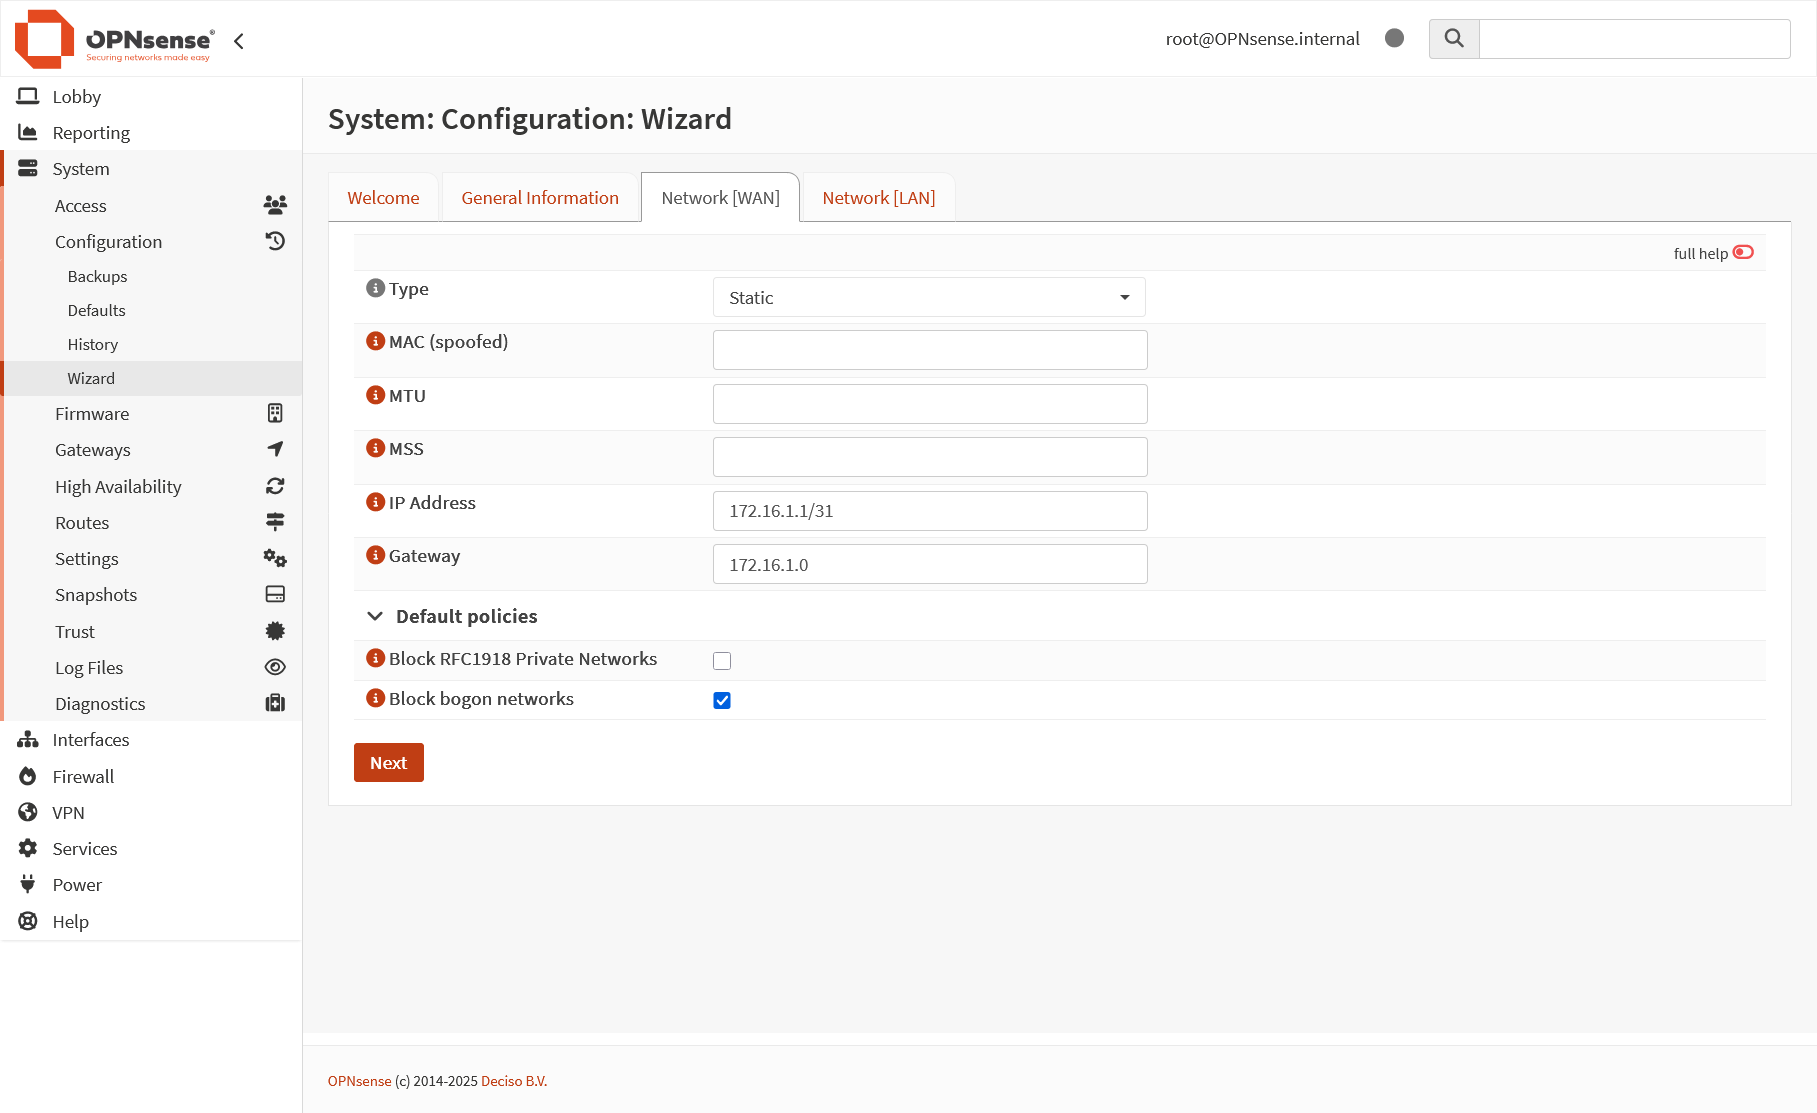 OPNsense®
Securing networks made easy
root@OPNsense.internal
Lobby
Reporting
System
Access
Configuration
Backups
Defaults
History
Wizard
Firmware
Gateways
High Availability
Routes
Settings
Snapshots
Trust
Log Files
Diagnostics
Interfaces
Firewall
VPN
Services
Power
Help
System: Configuration: Wizard
Welcome
General Information
Network [WAN]
Network [LAN]
full help
Type
Static
MAC (spoofed)
MTU
MSS
IP Address
172.16.1.1/31
Gateway
172.16.1.0
Default policies
Block RFC1918 Private Networks
Block bogon networks
Next
OPNsense (c) 2014-2025 Deciso B.V.